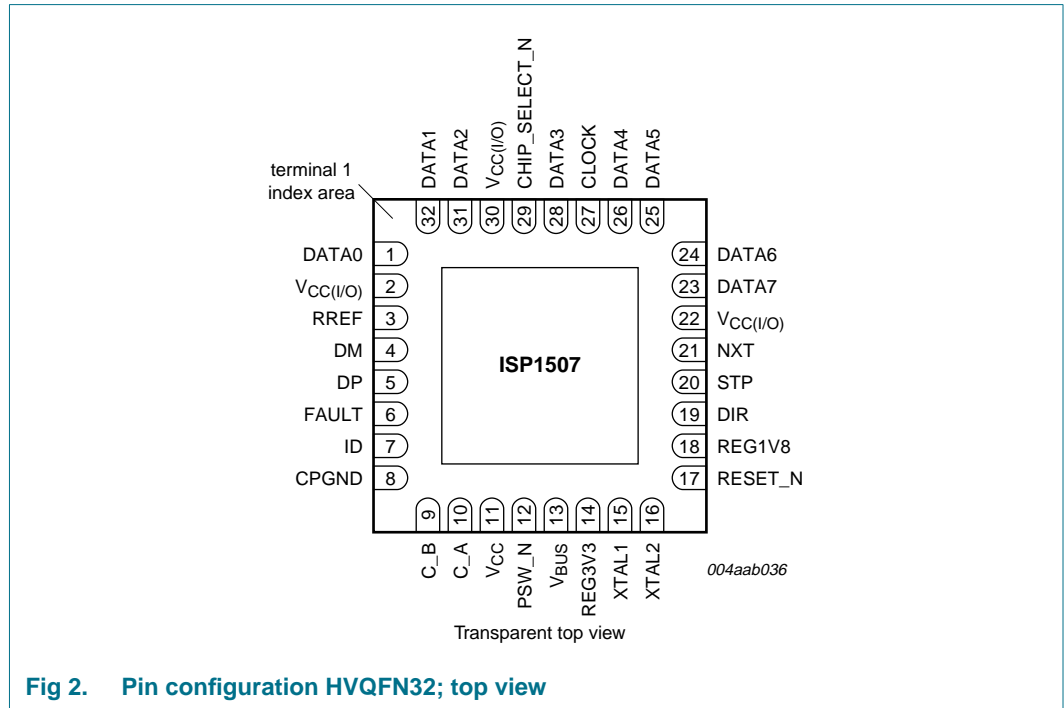 DATA1
DATA2
VCC(I/O)
CHIP_SELECT_N
DATA3
CLOCK
DATA4
DATA5
terminal 1
index area
32
31
30
29
28
27
26
25
DATA0 1
VCC(I/O) 2
RREF 3
DM 4
DP 5
FAULT 6
ID 7
CPGND 8
ISP1507
24 DATA6
23 DATA7
22 VCC(I/O)
21 NXT
20 STP
19 DIR
18 REG1V8
17 RESET_N
9
10
11
12
13
14
15
16
C_B
C_A
VCC
PSW_N
VBUS
REG3V3
XTAL1
XTAL2
004aab036
Transparent top view
Fig 2. Pin configuration HVQFN32; top view